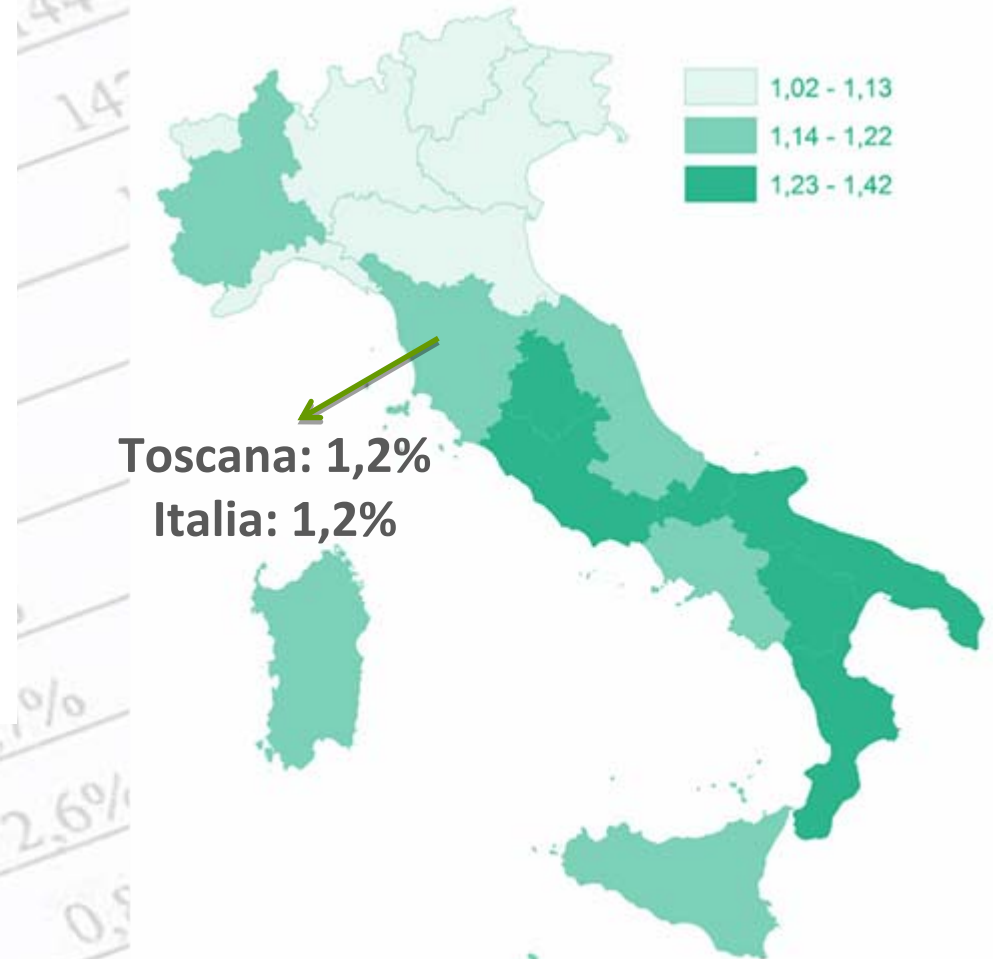 1,02 - 1,13
1,14 - 1,22
1,23 - 1,42
Toscana: 1,2%
Italia: 1,2%
2,6%